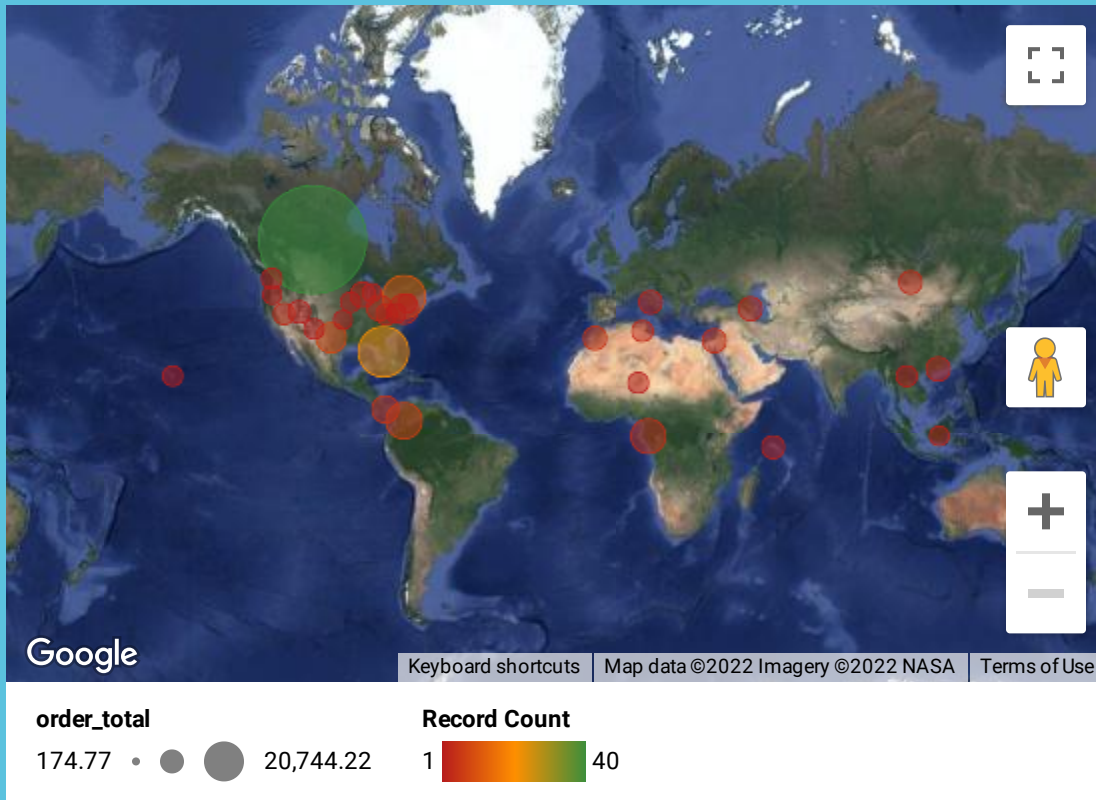 Google
Keyboard shortcuts
Map data ©2022 Imagery ©2022 NASA
Terms of Use
order_total
174.77
20,744.22
Record Count
1
40